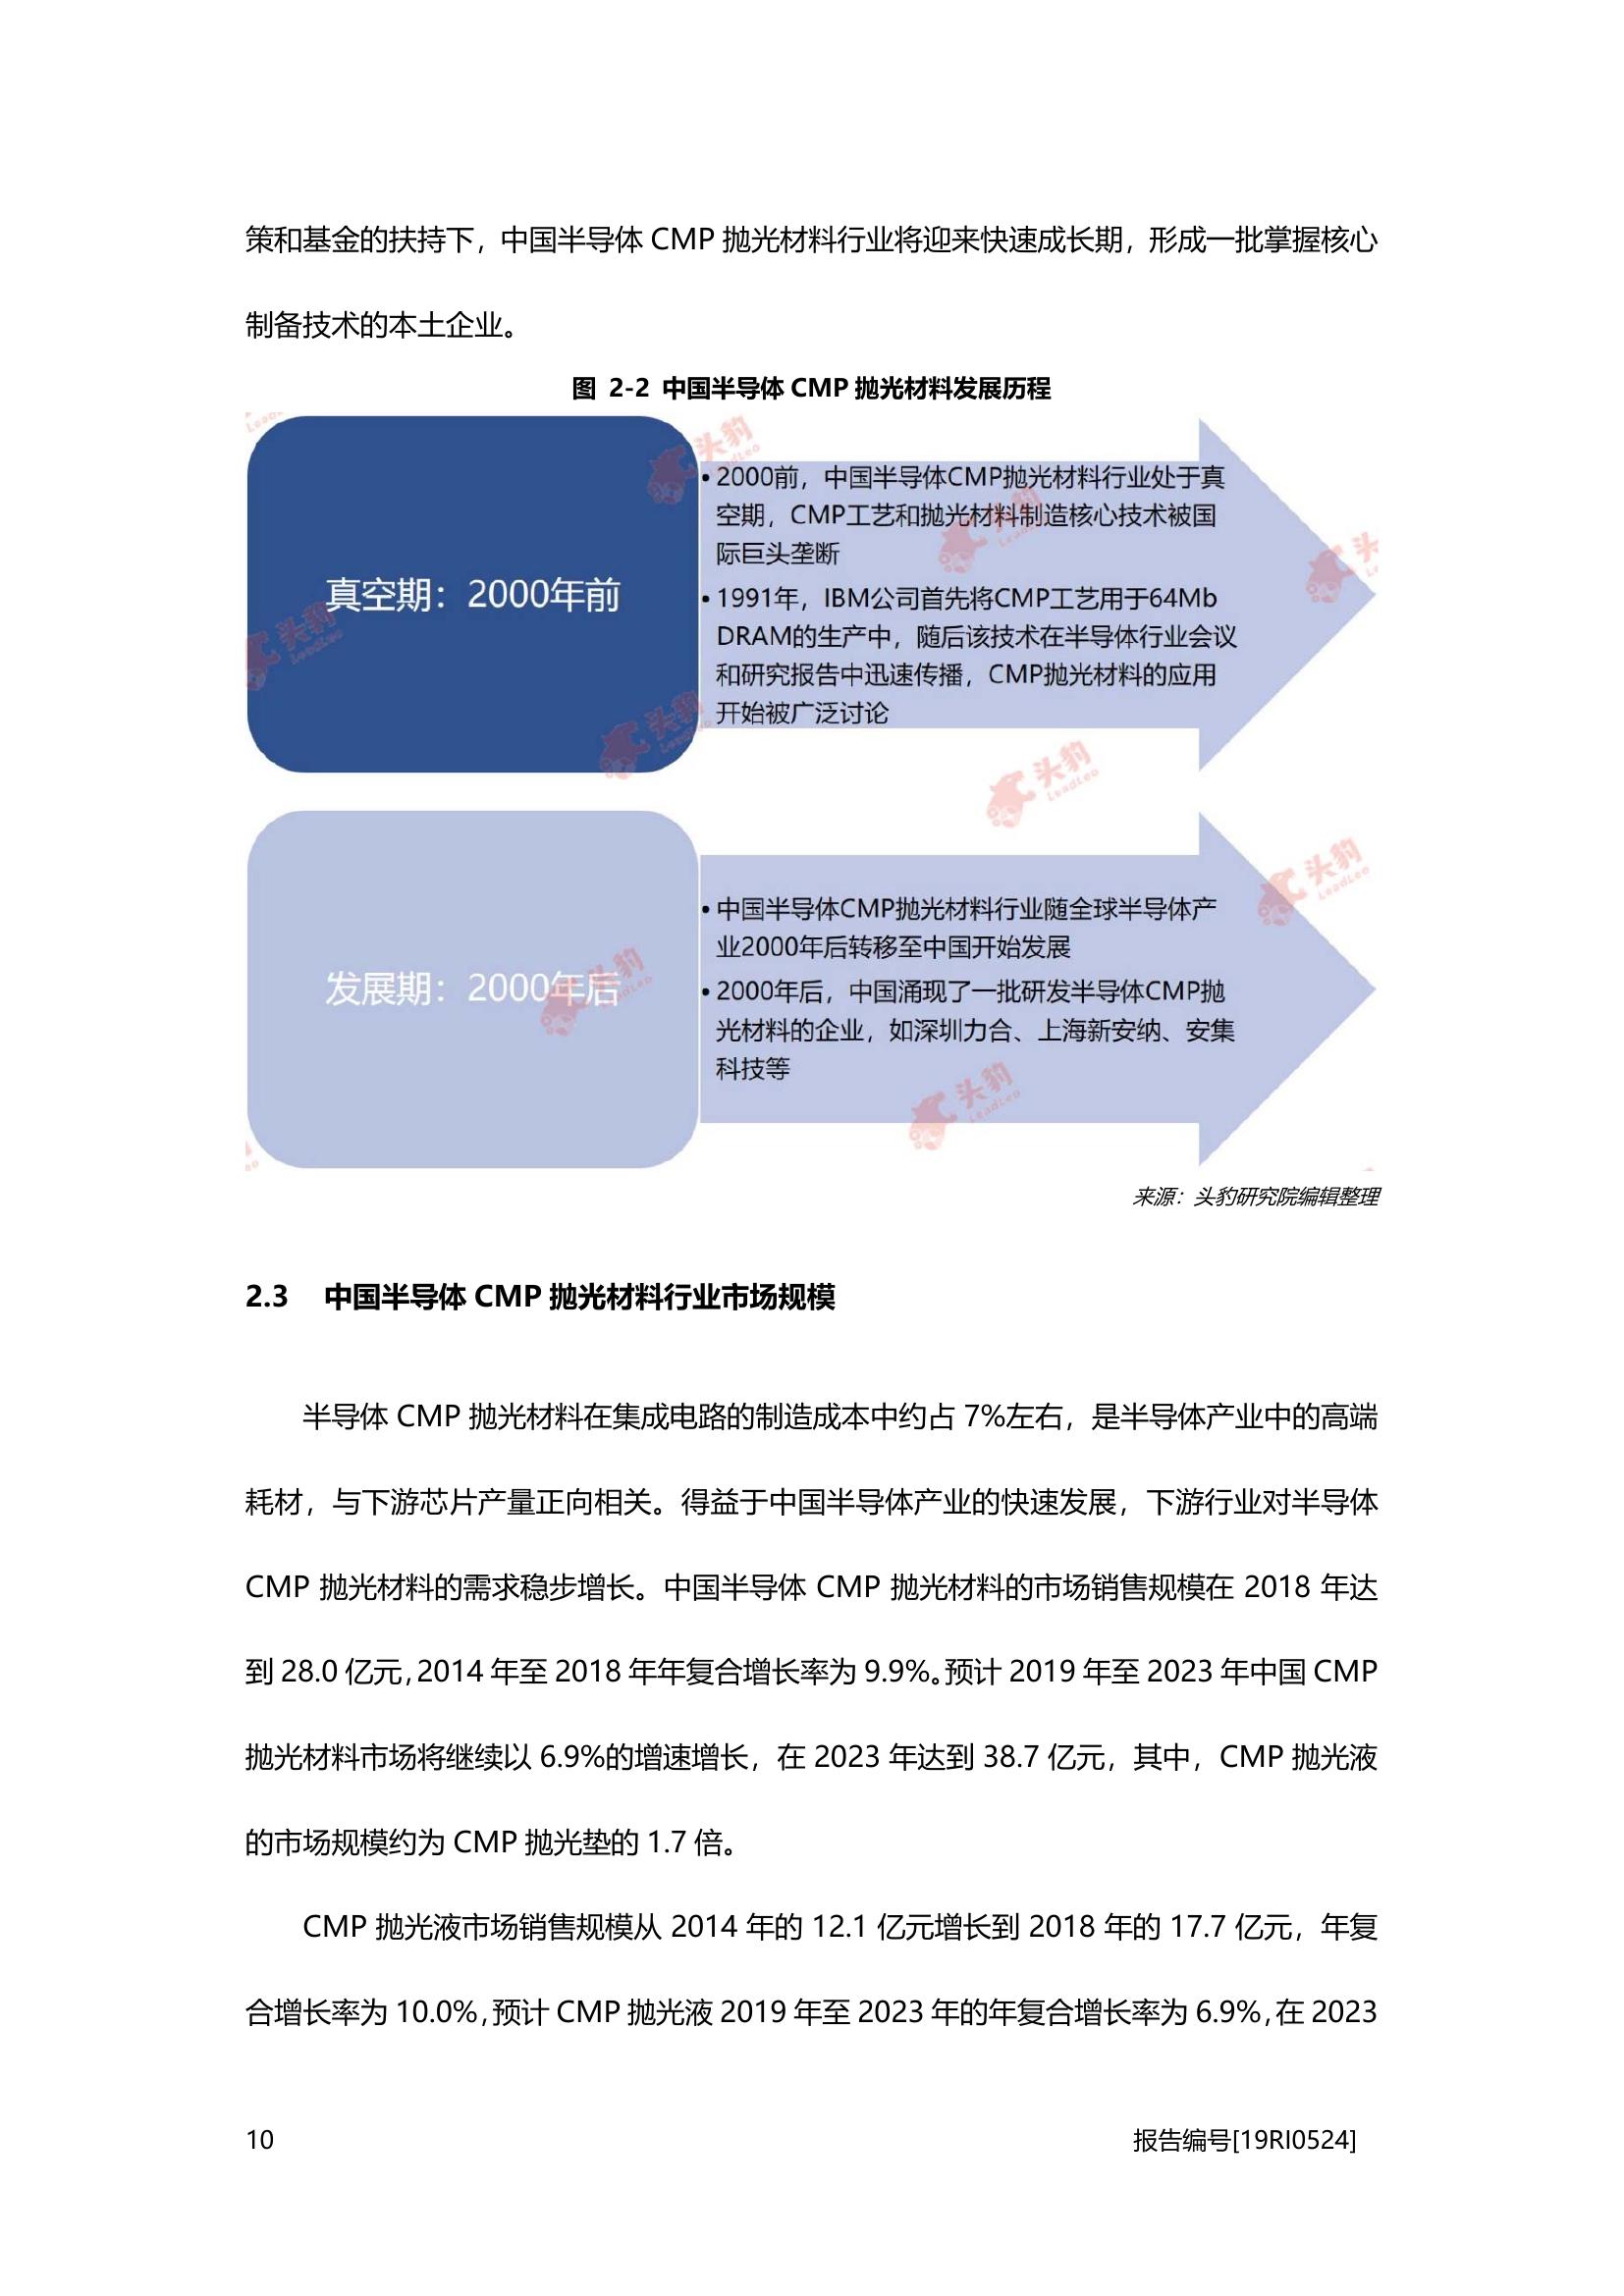 策和基金的扶持下，中国半导体 CMP 抛光材料行业将迎来快速成长期，形成一批掌握核心
制备技术的本土企业。
图 2-2 中国半导体 CMP 抛光材料发展历程
真空期：2000年前
• 2000前，中国半导体CMP抛光材料行业处于真
空期，CMP工艺和抛光材料制造核心技术被国
际巨头垄断
• 1991年，IBM公司首先将CMP工艺用于64Mb
DRAM的生产中，随后该技术在半导体行业会议
和研究报告中迅速传播，CMP抛光材料的应用
开始被广泛讨论
发展期：2000年后
• 中国半导体CMP抛光材料行业随全球半导体产
业2000年后转移至中国开始发展
• 2000年后，中国涌现了一批研发半导体CMP抛
光材料的企业，如深圳力合、上海新安纳、安集
科技等
头豹
LeadLeo
来源：头豹研究院编辑整理
2.3 中国半导体 CMP 抛光材料行业市场规模
半导体 CMP 抛光材料在集成电路的制造成本中约占 7%左右，是半导体产业中的高端
耗材，与下游芯片产量正向相关。得益于中国半导体产业的快速发展，下游行业对半导体
CMP 抛光材料的需求稳步增长。中国半导体 CMP 抛光材料的市场销售规模在 2018 年达
到 28.0 亿元，2014 年至 2018 年年复合增长率为 9.9%。预计 2019 年至 2023 年中国 CMP
抛光材料市场将继续以 6.9%的增速增长，在 2023 年达到 38.7 亿元，其中，CMP 抛光液
的市场规模约为 CMP 抛光垫的 1.7 倍。
CMP 抛光液市场销售规模从 2014 年的 12.1 亿元增长到 2018 年的 17.7 亿元，年复
合增长率为 10.0%，预计 CMP 抛光液 2019 年至 2023 年的年复合增长率为 6.9%，在 2023
10
报告编号[19RI0524]